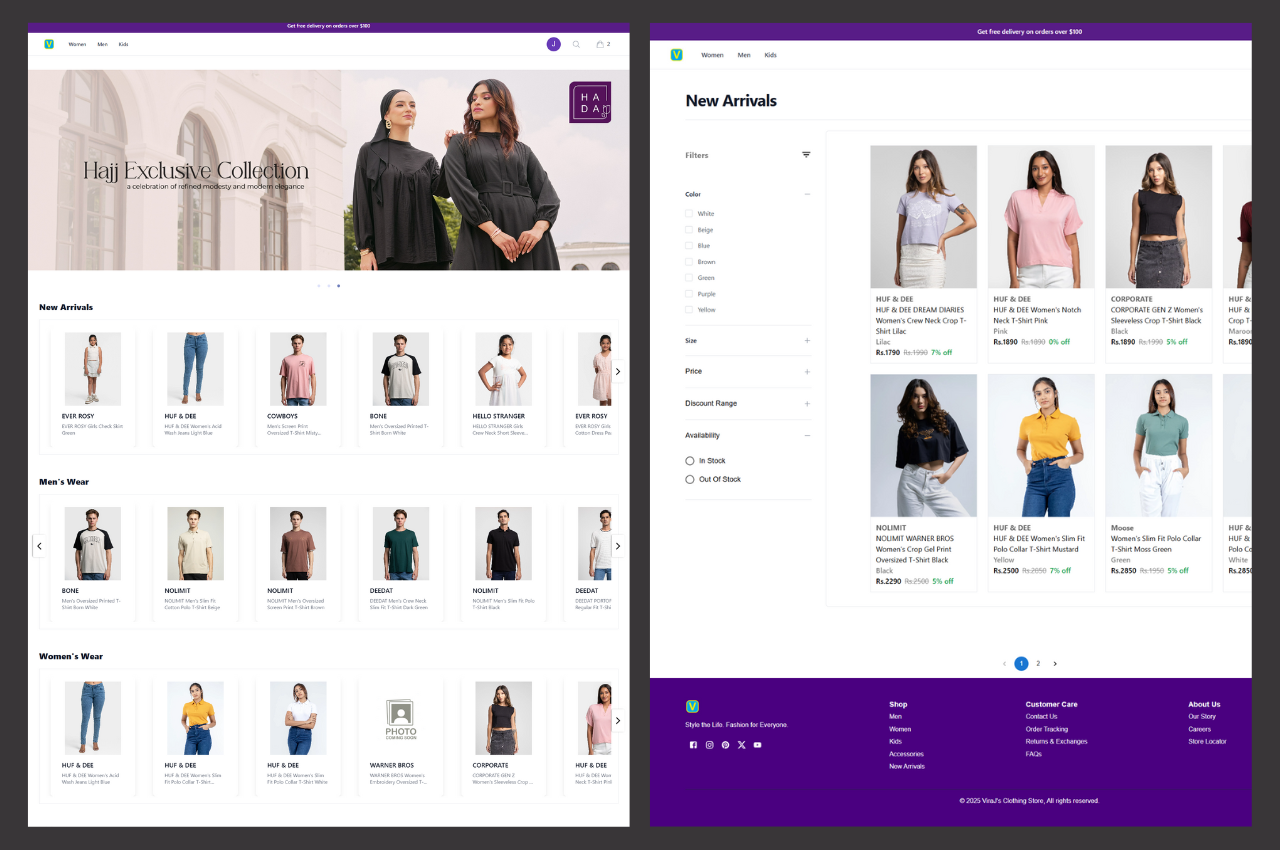 Get free delivery on orders over $100
V
Women Men Kids
J
2
HA
DA
Hajj Exclusive Collection
a celebration of refined modesty and modern elegance
New Arrivals
EVER ROSY
EVER ROSY Girls Check Skirt
Green
HUF & DEE
HUF & DEE Women's Acid
Wash Jeans Light Blue
COWBOYS
Men's Screen Print
Oversized T-Shirt Misty...
BONE
Men's Oversized Printed T-
Shirt Born White
HELLO STRANGER
HELLO STRANGER Girls
Crew Neck Short Sleeve...
EVER ROSY
EVER ROSY Girls
Cotton Dress Pe
Men's Wear
BONE
Men's Oversized Printed T-
Shirt Born White
NOLIMIT
NOLIMIT Men's Slim Fit
Cotton Polo T-Shirt Beige
NOLIMIT
NOLIMIT Men's Oversized
Screen Print T-Shirt Brown
DEEDAT
DEEDAT Men's Crew Neck
Slim Fit T-Shirt Dark Green
NOLIMIT
NOLIMIT Men's Slim Fit Polo
T-Shirt Black
DEEDAT
DEEDAT PORTOF
Regular Fit T-Shi
Women's Wear
HUF & DEE
HUF & DEE Women's Acid
Wash Jeans Light Blue
HUF & DEE
HUF & DEE Women's Slim
Fit Polo Collar T-Shirt...
HUF & DEE
HUF & DEE Women's Slim
Fit Polo Collar T-Shirt White
PHOTO
COMING SOON
WARNER BROS
WARNER BROS Women's
Embroidery Oversized T-...
CORPORATE
CORPORATE GEN Z
Women's Sleeveless Crop ...
HUF & DEE
HUF & DEE Wor
Neck T-Shirt Pin
Get free delivery on orders over $100
V
Women Men Kids
New Arrivals
Filters
Color
White
Beige
Blue
Brown
Green
Purple
Yellow
Size
Price
Discount Range
Availability
In Stock
Out Of Stock
HUF & DEE
HUF & DEE DREAM DIARIES
Women's Crew Neck Crop T-
Shirt Lilac
Lilac
Rs.1790 Rs.1990 7% off
HUF & DEE
HUF & DEE Women's Notch
Neck T-Shirt Pink
Pink
Rs.1890 Rs.1890 0% off
CORPORATE
CORPORATE GEN Z Women's
Sleeveless Crop T-Shirt Black
Black
Rs.1890 Rs.1990 5% off
HUF &
HUF &
Crop T-
Maroo
Rs.1890
NOLIMIT
NOLIMIT WARNER BROS
Women's Crop Gel Print
Oversized T-Shirt Black
Black
Rs.2290 Rs.2500 5% off
HUF & DEE
HUF & DEE Women's Slim Fit
Polo Collar T-Shirt Mustard
Yellow
Rs.2500 Rs.2850 7% off
Moose
Women's Slim Fit Polo Collar
T-Shirt Moss Green
Green
Rs.2850 Rs.1950 5% off
HUF &
HUF &
Polo Co
White
Rs.2850
1 2
V
Style the Life. Fashion for Everyone.
Shop
Men
Women
Kids
Accessories
New Arrivals
Customer Care
Contact Us
Order Tracking
Returns & Exchanges
FAQs
About Us
Our Story
Careers
Store Locator
© 2025 ViraJ's Clothing Store, All rights reserved.